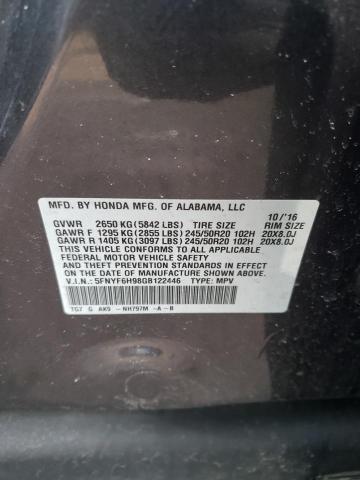 MFD. BY HONDA MFG. OF ALABAMA, LLC 10/'16
GVWR 2650 KG (5842 LBS) TIRE SIZE RIM SIZE
GAWR F 1295 KG (2855 LBS) 245/50R20 102H 20X8.0J
GAWR R 1405 KG (3097 LBS) 245/50R20 102H 20X8.0J
THIS VEHICLE CONFORMS TO ALL APPLICABLE
FEDERAL MOTOR VEHICLE SAFETY STANDARDS IN
EFFECT ON THE DATE OF MANUFACTURE SHOWN ABOVE.
V.I.N.: 5FNYF6H98GB122446 TYPE: MPV
TG7 G AK9 -NH797M -A-B